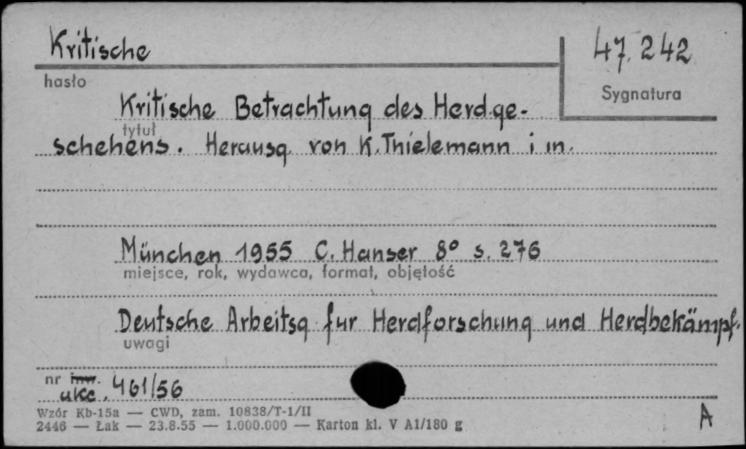 Kritische
47.242
hasło
Sygnatura
Kritische Betrachtung des Herdge-
tytuł
schehens. Herausg von K. Thielemann i in.
München 1955 C. Hanser 8° s. 276
miejsce, rok, wydawca, format, objętość
Deutsche Arbeitsg fur Herdforschung und Herdbekämpf.
uwagi
nr inw. 461/56
ukc.
Wzór Kb-15a — CWD, zam. 10838/T-1/II
2446 — Łak — 23.8.55 — 1.000.000 — Karton kl. V A1/180 g
A